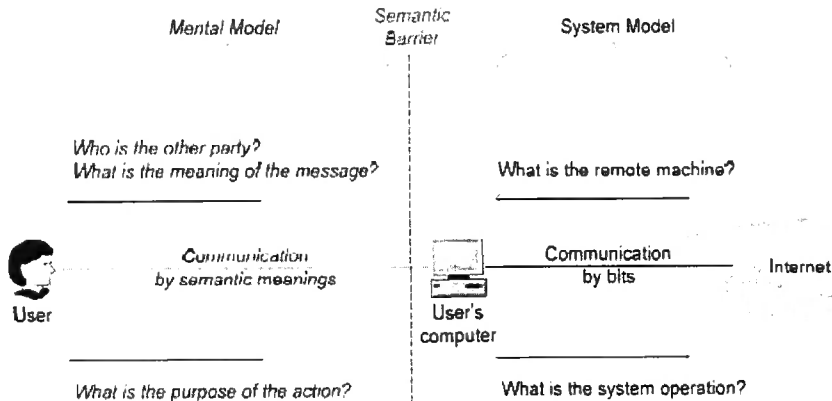 Mental Model
Semantic
Barrier
System Model
Who is the other party?
What is the meaning of the message?
What is the remote machine?
Communication
by semantic meanings
Communication
by bits
Internet
User
User's
computer
What is the purpose of the action?
What is the system operation?